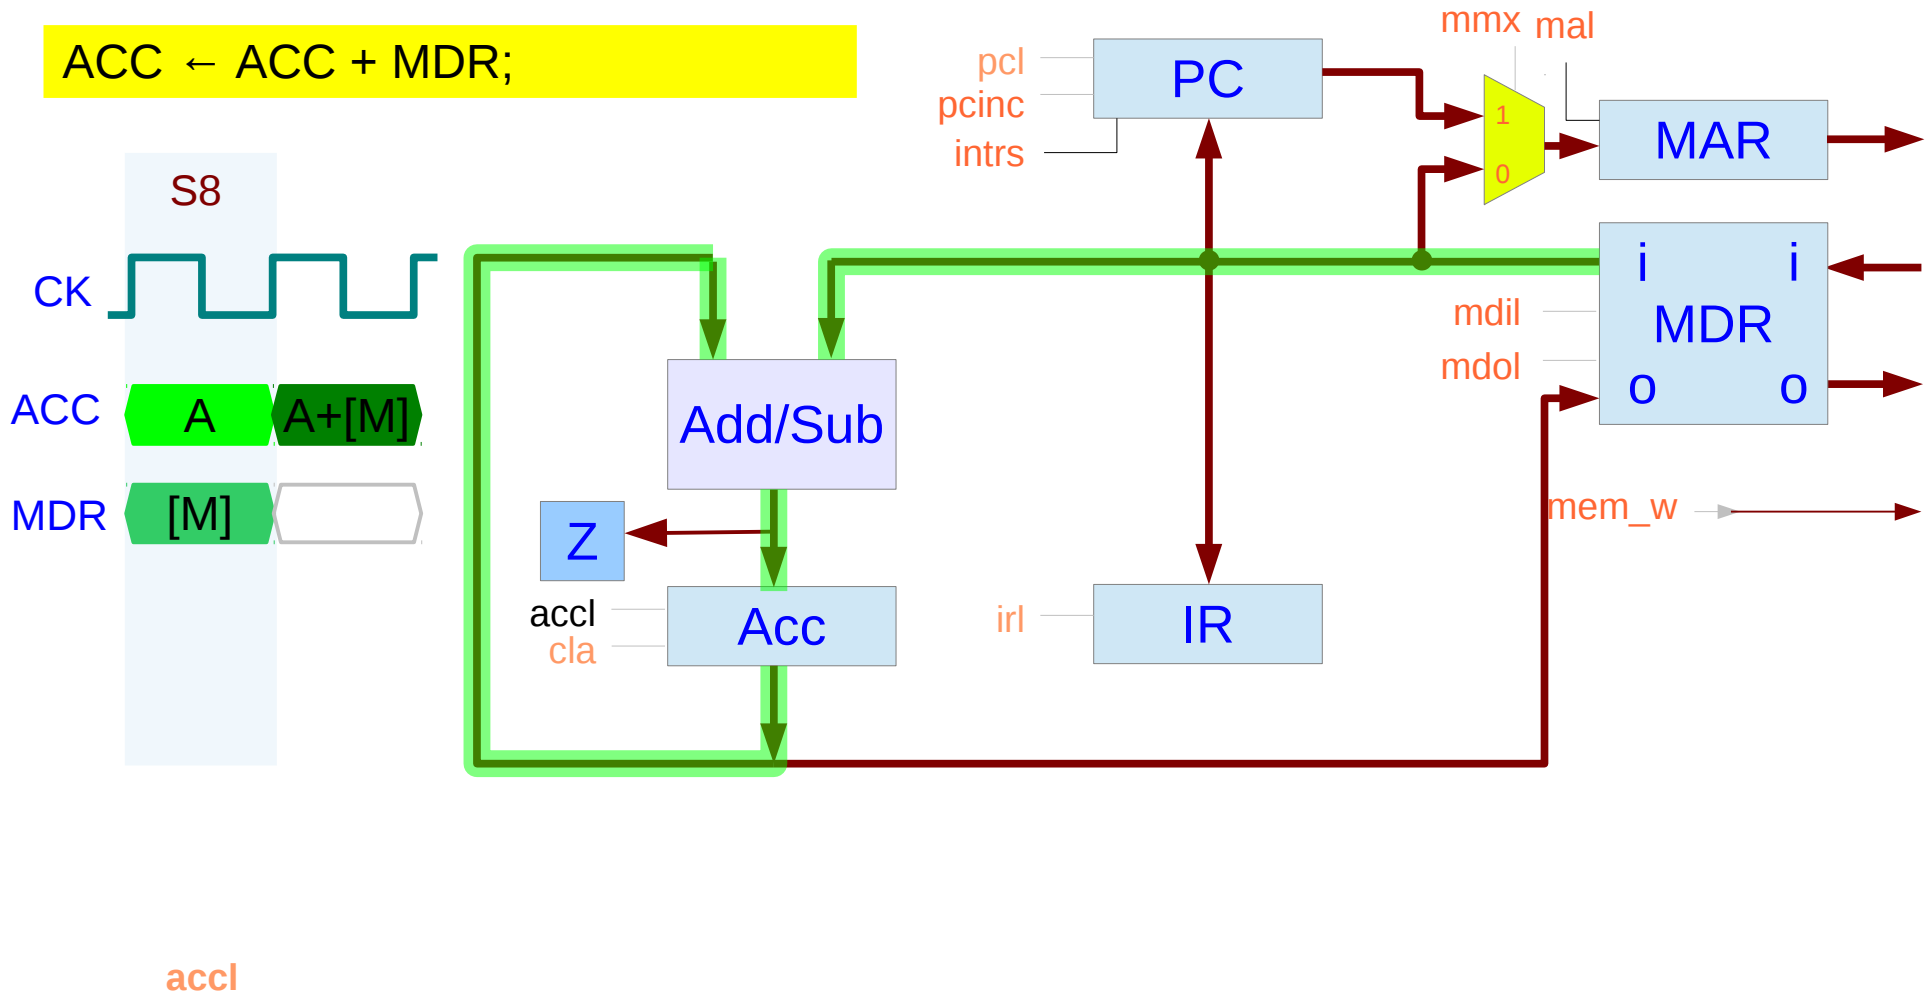 ACC ← ACC + MDR;
mmx
mal
pcl
pcinc
intrs
PC
1
0
MAR
S8
CK
ACC
A
A+[M]
MDR
[M]
i
i
MDR
o
o
mdil
mdol
mem_w
Add/Sub
Z
accl
cla
Acc
irl
IR
accl